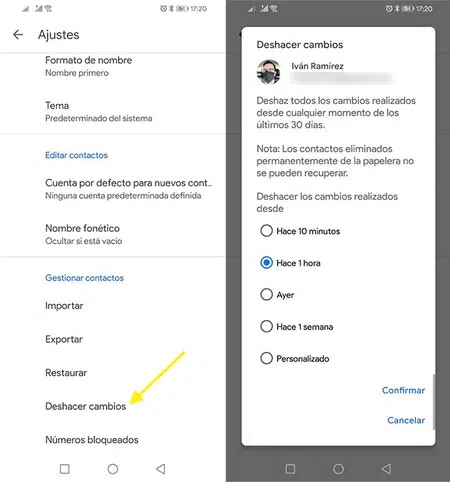 17:20
Ajustes
Formato de nombre
Nombre primero
Tema
Predeterminado del sistema
Editar contactos
Cuenta por defecto para nuevos cont..
Ninguna cuenta predeterminada definida
Nombre fonético
Ocultar si está vacío
Gestionar contactos
Importar
Exportar
Restaurar
Deshacer cambios
Números bloqueados
17:20
Deshacer cambios
Iván Ramírez
Deshaz todos los cambios realizados
desde cualquier momento de los
últimos 30 días.
Nota: Los contactos eliminados
permanentemente de la papelera no
se pueden recuperar.
Deshacer los cambios realizados
desde
Hace 10 minutos
Hace 1 hora
Ayer
Hace 1 semana
Personalizado
Confirmar
Cancelar